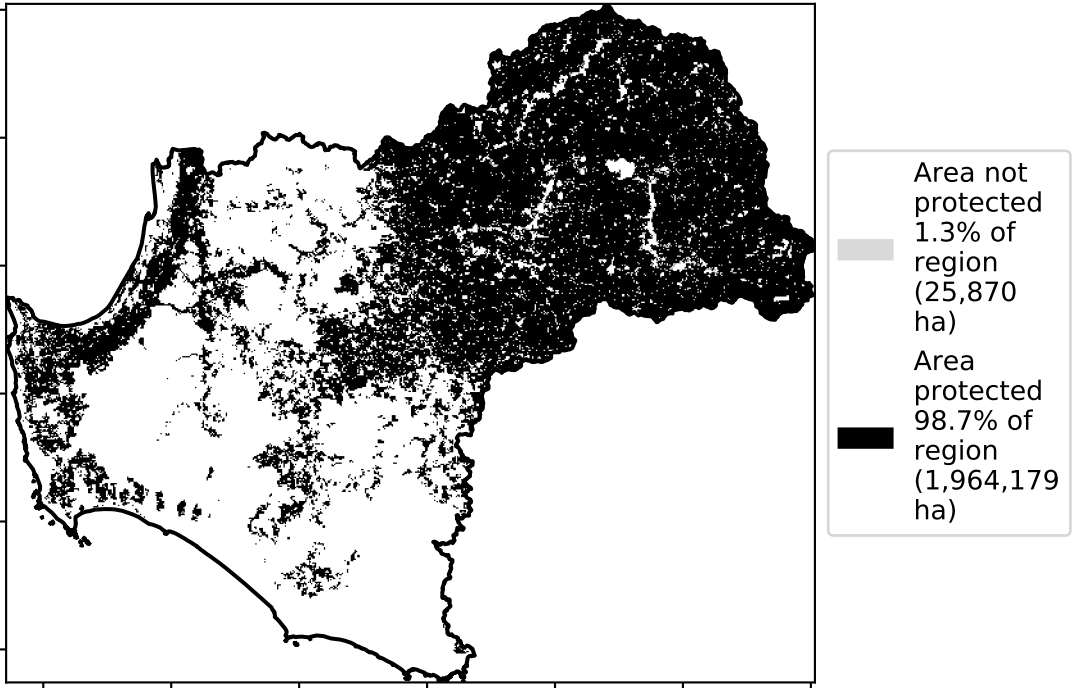 Area not
protected
1.3% of
region
(25,870
ha)
Area
protected
98.7% of
region
(1,964,179
ha)